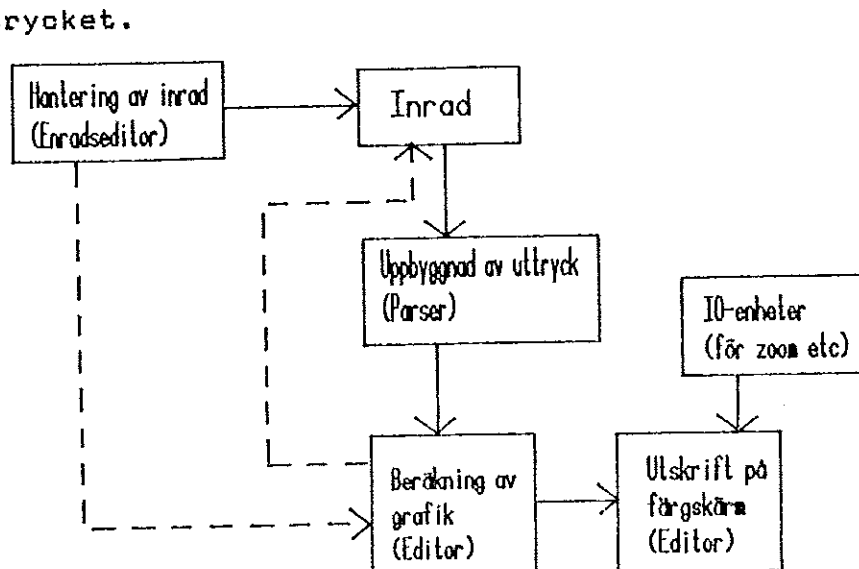 rycket.
Hantering av inrad
(Enradseditor)
Inrad
Uppbyggnad av uttryck
(Parser)
IO-enheter
(för zoom etc)
Beräkning av
grafik
(Editor)
Utskrift på
färgskärm
(Editor)